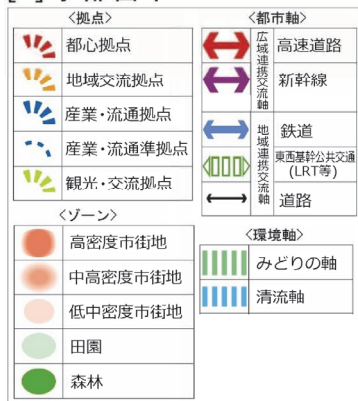 <拠点>
都心拠点
地域交流拠点
産業・流通拠点
産業・流通準拠点
観光・交流拠点
<ゾーン>
高密度市街地
中高密度市街地
低中密度市街地
田園
森林
<都市軸>
広域連携交流軸
高速道路
新幹線
地域連携交流軸
鉄道
東西基幹公共交通
(LRT等)
道路
<環境軸>
みどりの軸
清流軸